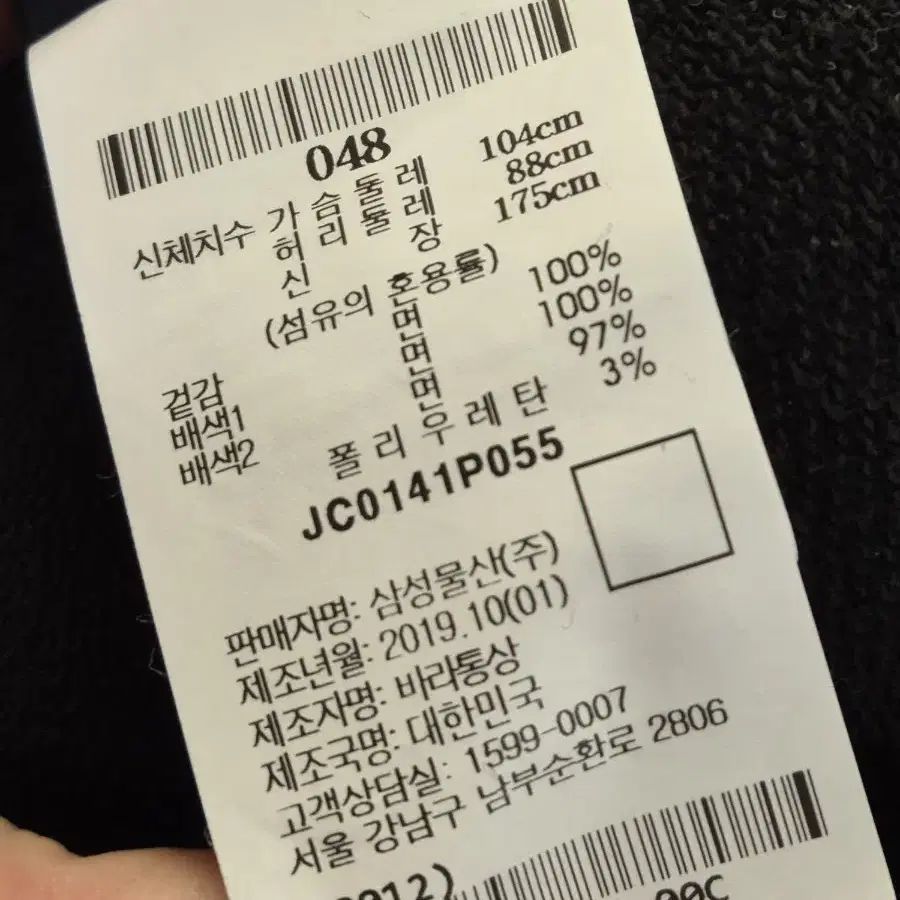 048
신체치수 가슴둘레 104cm
허리둘레 88cm
신장 175cm
(섬유의 혼용률)
겉감 면 100%
배색1 면 100%
배색2 면 97%
폴리우레탄 3%
JC0141P055
판매자명: 삼성물산(주)
제조년월: 2019.10(01)
제조자명: 바라통상
제조국명: 대한민국
고객상담실: 1599-0007
서울 강남구 남부순환로 2806